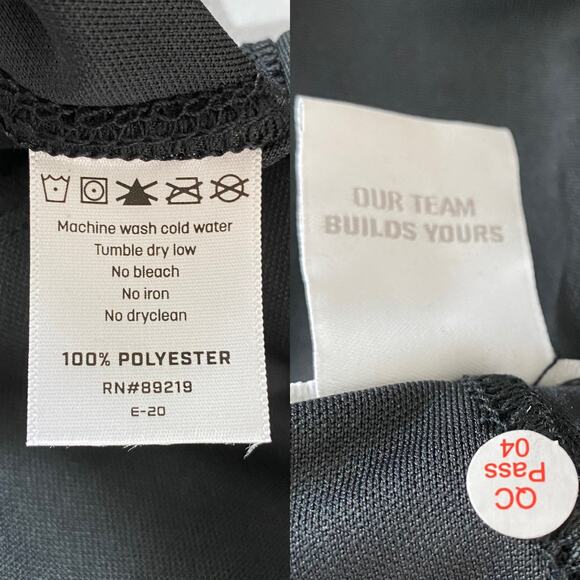 Machine wash cold water
Tumble dry low
No bleach
No iron
No dryclean
100% POLYESTER
RN#89219
E-20
OUR TEAM
BUILDS YOURS
QC
Pass
04